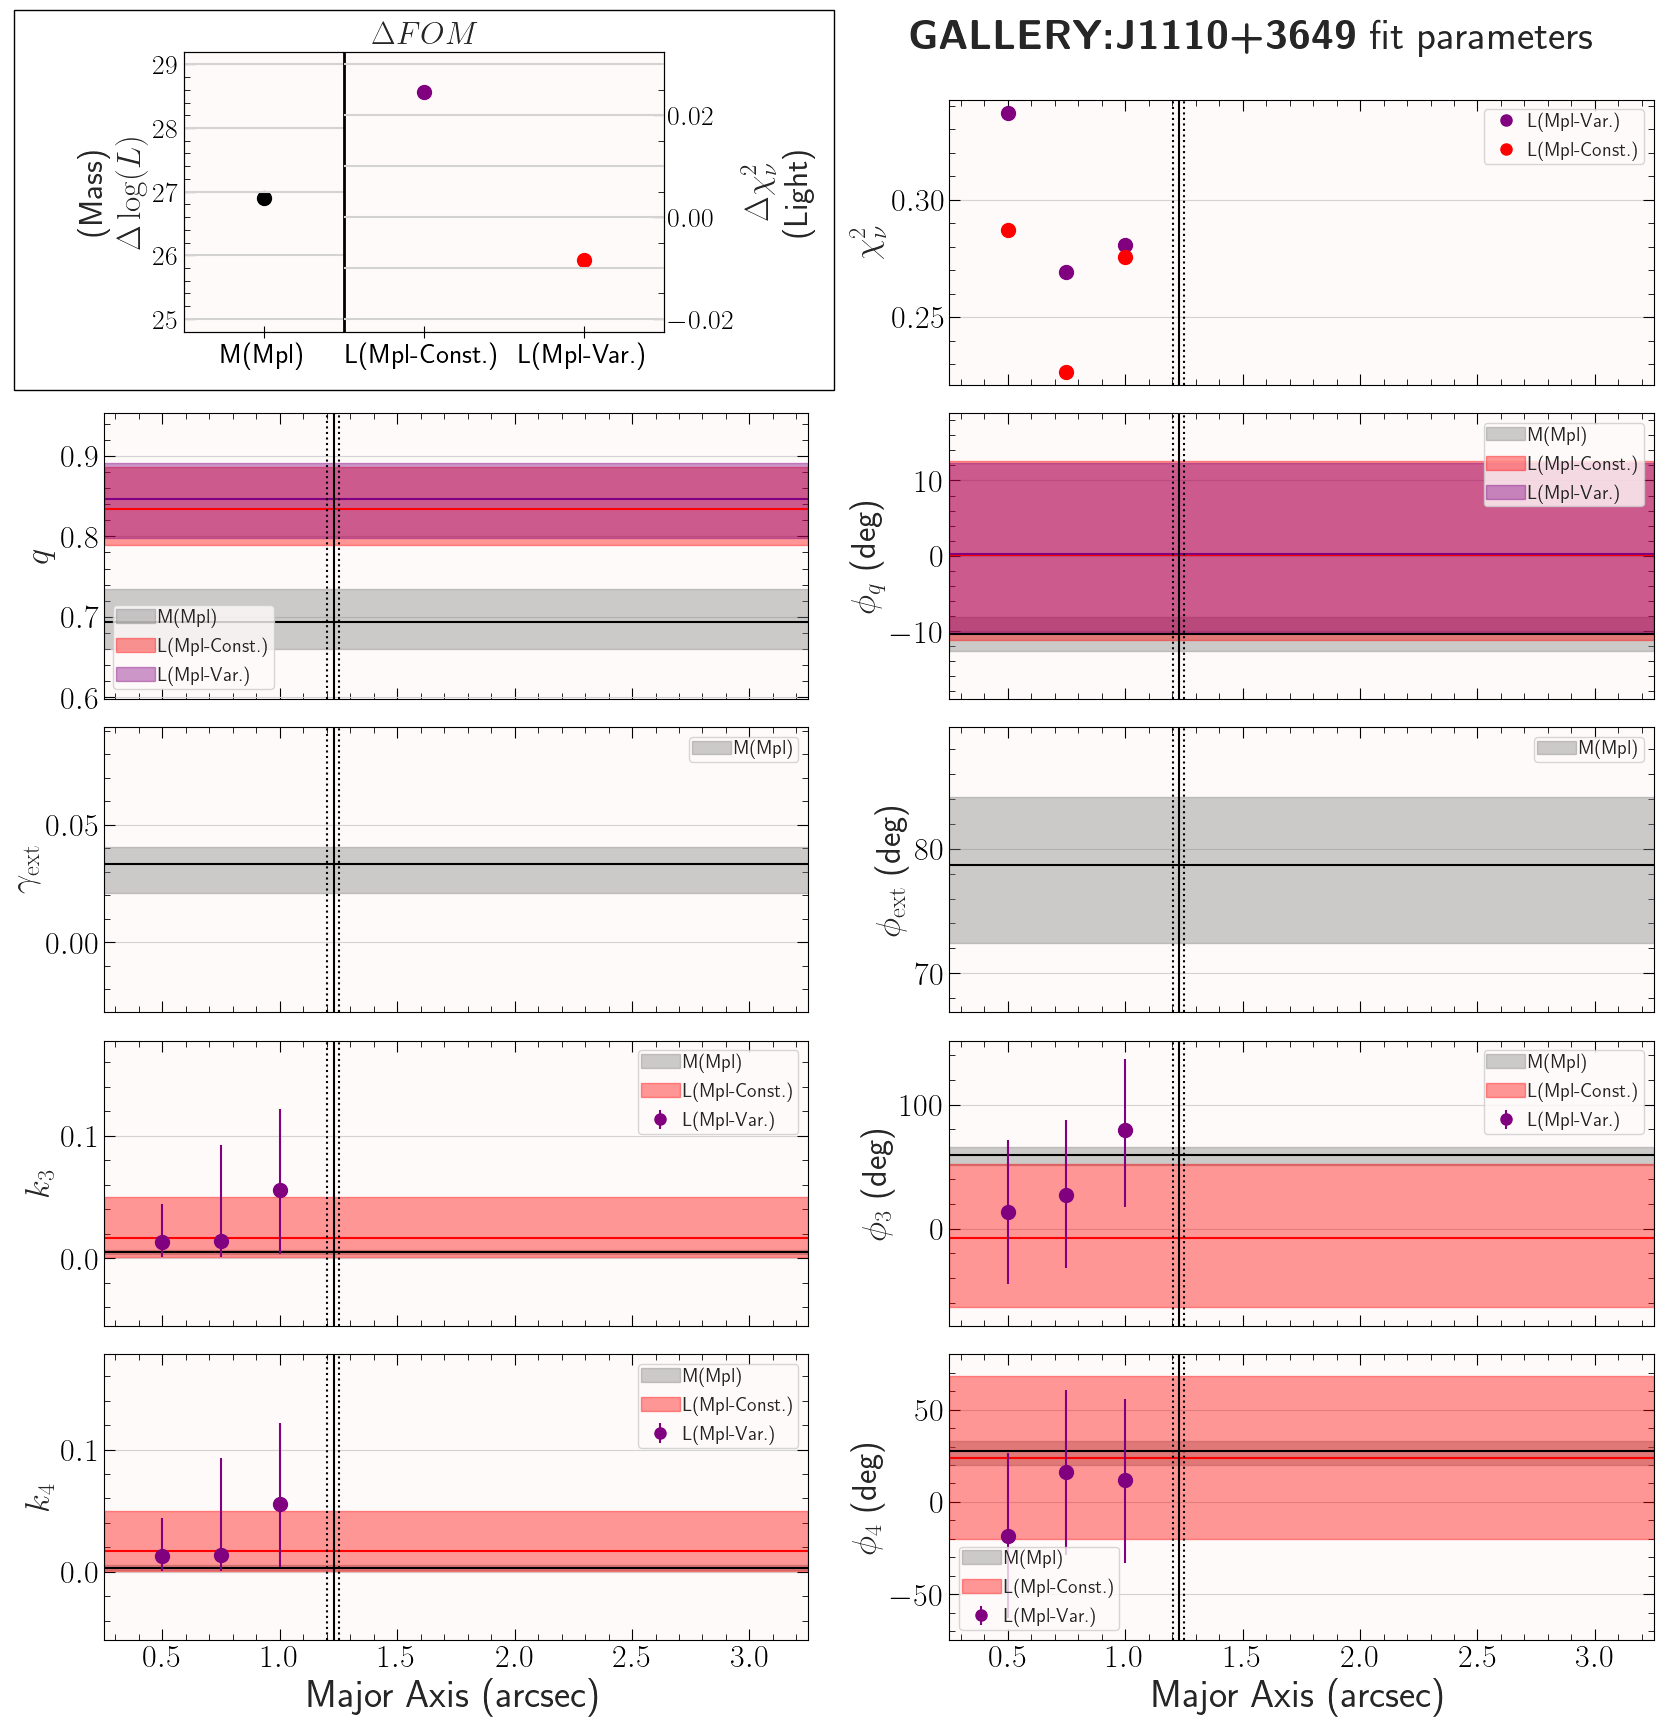 ΔFOM
GALLERY:J1110+3649 fit parameters
(Mass)
Δ log(L)
29
28
27
26
25
0.02
0.00
−0.02
Δχ²ν
(Light)
M(Mpl)
L(Mpl-Const.)
L(Mpl-Var.)
χ²ν
0.30
0.25
L(Mpl-Var.)
L(Mpl-Const.)
q
0.9
0.8
0.7
0.6
M(Mpl)
L(Mpl-Const.)
L(Mpl-Var.)
ϕq (deg)
10
0
−10
M(Mpl)
L(Mpl-Const.)
L(Mpl-Var.)
γext
0.05
0.00
M(Mpl)
ϕext (deg)
80
70
M(Mpl)
k3
0.1
0.0
M(Mpl)
L(Mpl-Const.)
L(Mpl-Var.)
ϕ3 (deg)
100
0
M(Mpl)
L(Mpl-Const.)
L(Mpl-Var.)
k4
0.1
0.0
M(Mpl)
L(Mpl-Const.)
L(Mpl-Var.)
ϕ4 (deg)
50
0
−50
M(Mpl)
L(Mpl-Const.)
L(Mpl-Var.)
0.5 1.0 1.5 2.0 2.5 3.0
Major Axis (arcsec)
0.5 1.0 1.5 2.0 2.5 3.0
Major Axis (arcsec)